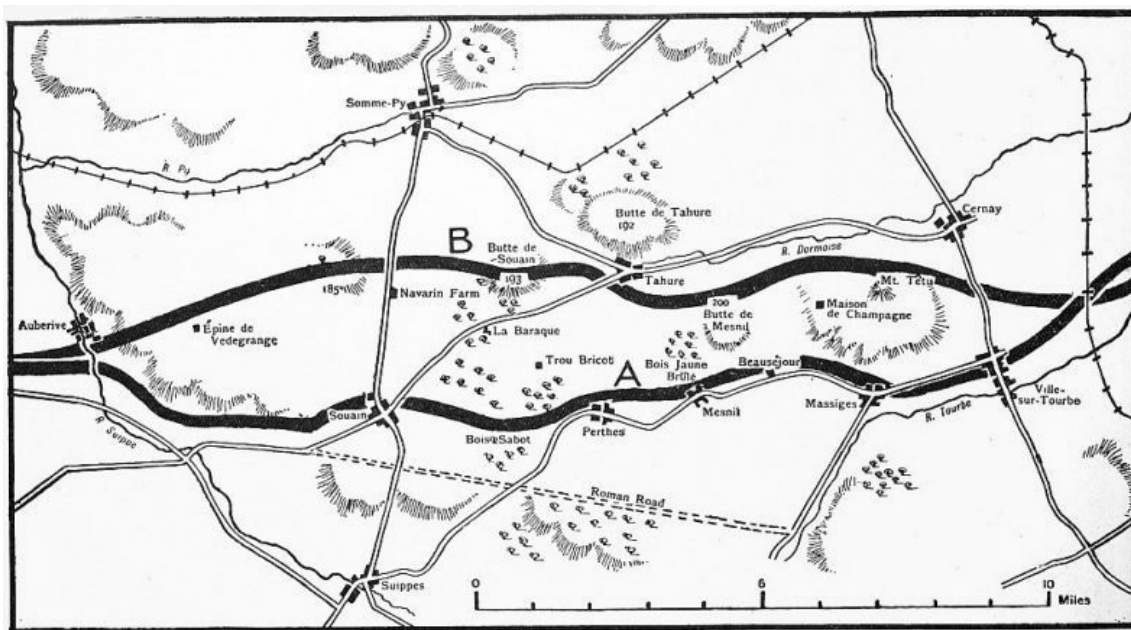 Somme-Py
R. Py
Butte de Tahure
192
Cernay
R. Dormoise
B
Butte de
Souain
193
Tahure
185
Navarin Farm
Mt. Têtu
200
Butte de
Mesnil
Maison
de Champagne
Auberive
Épine de
Vedegrange
La Baraque
Trou Bricot
A
Bois Jaune
Brûlé
Beauséjour
Souain
Perthes
Mesnil
Massiges
Ville-
sur-Tourbe
R. Tourbe
Bois Sabot
Roman Road
Suippes
0
6
10
Miles